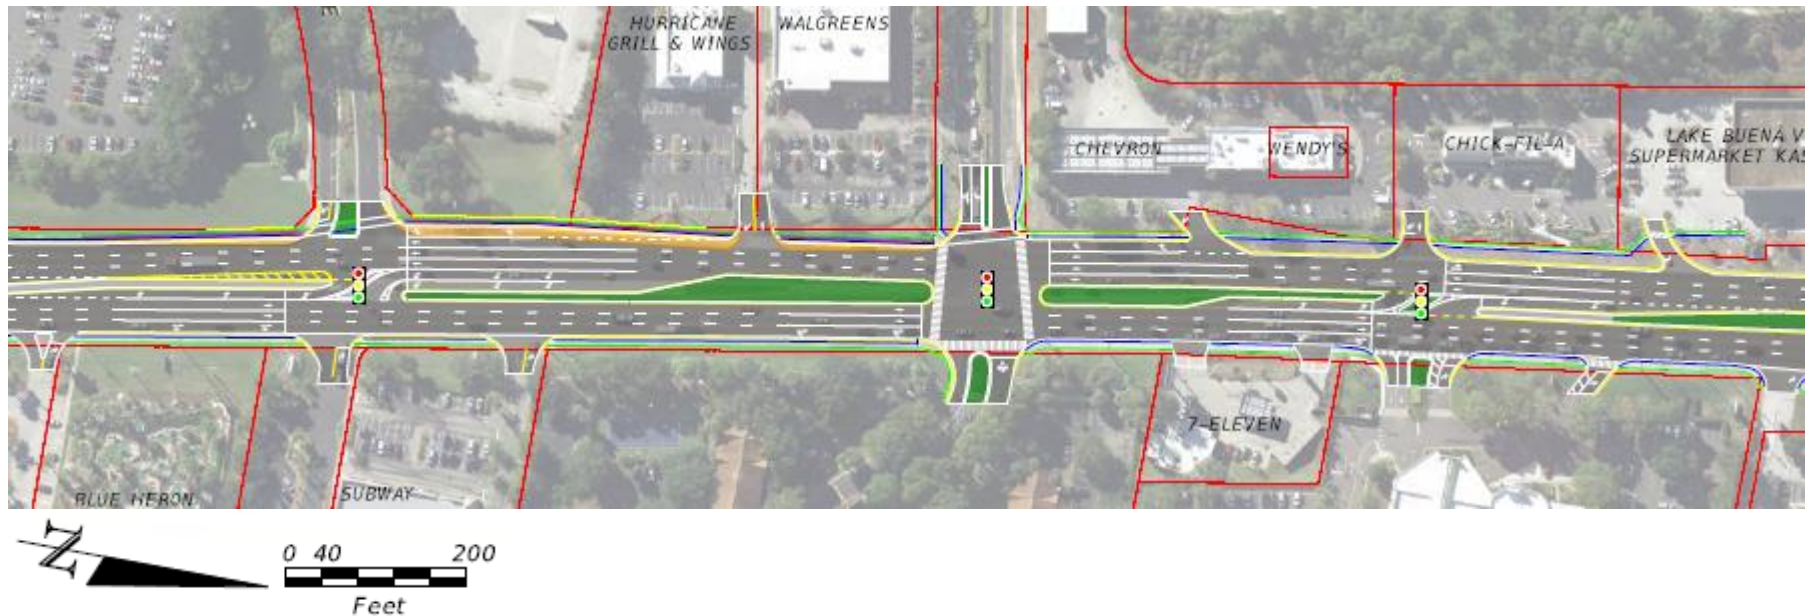 HURRICANE
GRILL & WINGS
WALGREENS
CHEVRON
WENDY'S
CHICK-FIL-A
LAKE BUENA V
SUPERMARKET KAS
7-ELEVEN
BLUE HERON
SUBWAY
N
0 40 200
Feet